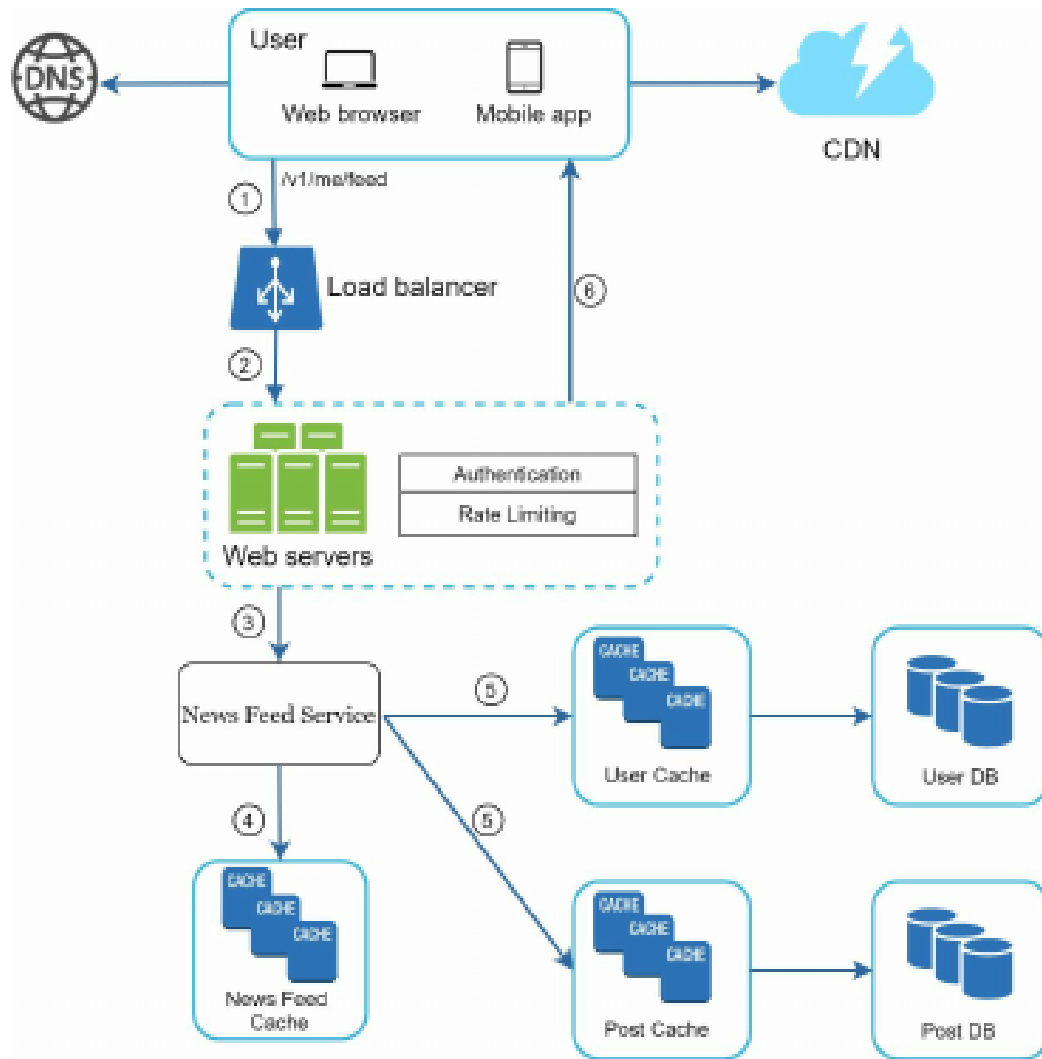 User
DNS
Web browser
Mobile app
CDN
/v1/me/feed
1
Load balancer
6
2
Authentication
Rate Limiting
Web servers
3
CACHE
CACHE
CACHE
5
News Feed Service
User Cache
User DB
4
5
CACHE
CACHE
CACHE
CACHE
CACHE
CACHE
News Feed
Cache
Post Cache
Post DB